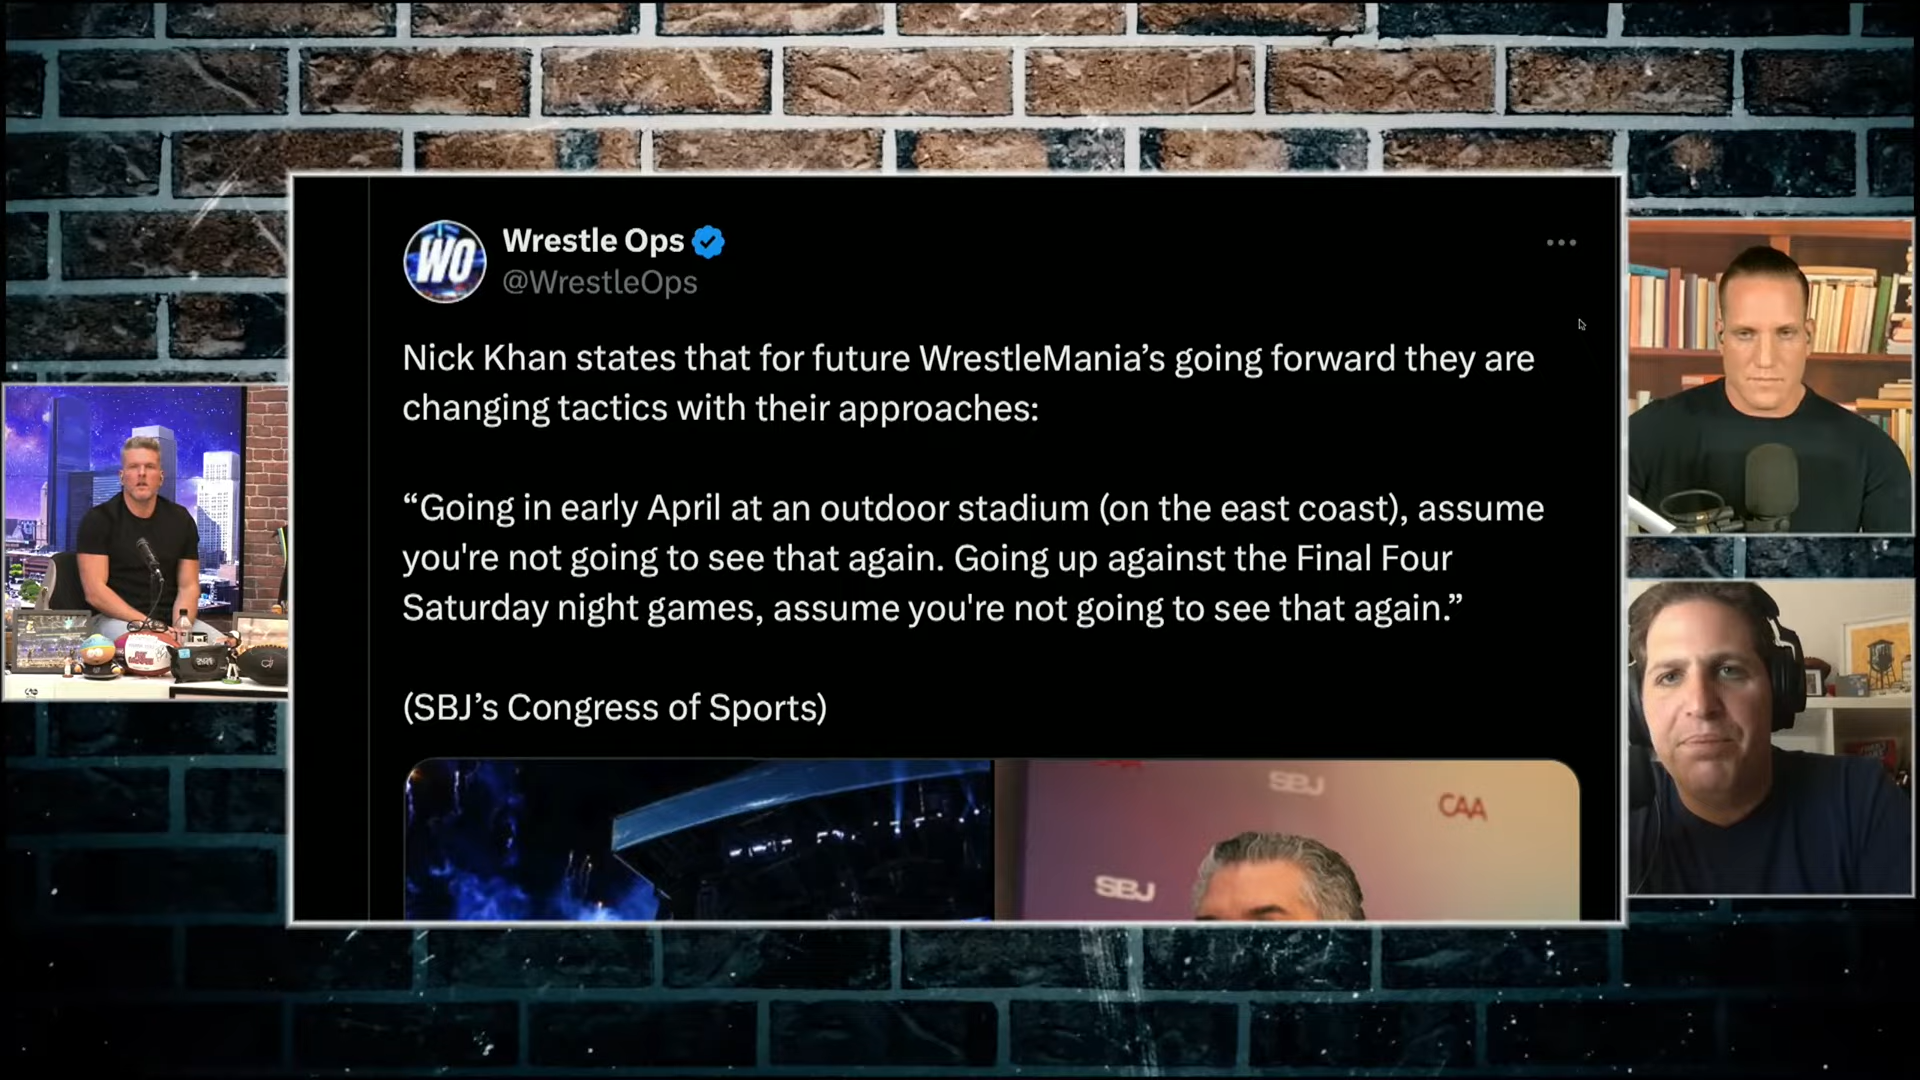 WO
Wrestle Ops
@WrestleOps
Nick Khan states that for future WrestleMania’s going forward they are
changing tactics with their approaches:
“Going in early April at an outdoor stadium (on the east coast), assume
you're not going to see that again. Going up against the Final Four
Saturday night games, assume you're not going to see that again.”
(SBJ’s Congress of Sports)
SBJ
CAA
SBJ